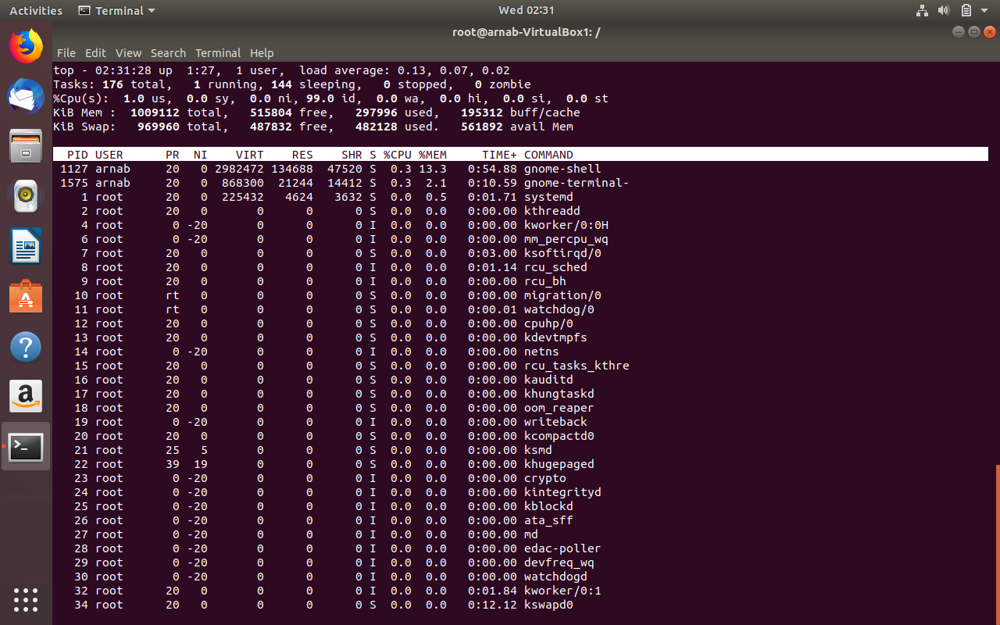 Activities Terminal Wed 02:31
root@arnab-VirtualBox1: /
File Edit View Search Terminal Help
top - 02:31:28 up  1:27,  1 user,  load average: 0.13, 0.07, 0.02
Tasks: 176 total,   1 running, 144 sleeping,   0 stopped,   0 zombie
%Cpu(s):  1.0 us,  0.0 sy,  0.0 ni, 99.0 id,  0.0 wa,  0.0 hi,  0.0 si,  0.0 st
KiB Mem :  1009112 total,   515804 free,   297996 used,   195312 buff/cache
KiB Swap:   969960 total,   487832 free,   482128 used.   561892 avail Mem
PID USER      PR  NI    VIRT    RES    SHR S %CPU %MEM     TIME+ COMMAND
1127 arnab     20   0 2982472 134688  47520 S  0.3 13.3   0:54.88 gnome-shell
1575 arnab     20   0  868300  21244  14412 S  0.3  2.1   0:10.59 gnome-terminal-
1 root      20   0  225432   4624   3632 S  0.0  0.5   0:01.71 systemd
2 root      20   0       0      0      0 S  0.0  0.0   0:00.00 kthreadd
4 root       0 -20       0      0      0 I  0.0  0.0   0:00.00 kworker/0:0H
6 root       0 -20       0      0      0 I  0.0  0.0   0:00.00 mm_percpu_wq
7 root      20   0       0      0      0 S  0.0  0.0   0:03.00 ksoftirqd/0
8 root      20   0       0      0      0 I  0.0  0.0   0:01.14 rcu_sched
9 root      20   0       0      0      0 I  0.0  0.0   0:00.00 rcu_bh
10 root      rt   0       0      0      0 S  0.0  0.0   0:00.00 migration/0
11 root      rt   0       0      0      0 S  0.0  0.0   0:00.01 watchdog/0
12 root      20   0       0      0      0 S  0.0  0.0   0:00.00 cpuhp/0
13 root      20   0       0      0      0 S  0.0  0.0   0:00.00 kdevtmpfs
14 root       0 -20       0      0      0 I  0.0  0.0   0:00.00 netns
15 root      20   0       0      0      0 S  0.0  0.0   0:00.00 rcu_tasks_kthre
16 root      20   0       0      0      0 S  0.0  0.0   0:00.00 kauditd
17 root      20   0       0      0      0 S  0.0  0.0   0:00.00 khungtaskd
18 root      20   0       0      0      0 S  0.0  0.0   0:00.00 oom_reaper
19 root       0 -20       0      0      0 I  0.0  0.0   0:00.00 writeback
20 root      20   0       0      0      0 S  0.0  0.0   0:00.00 kcompactd0
21 root      25   5       0      0      0 S  0.0  0.0   0:00.00 ksmd
22 root      39  19       0      0      0 S  0.0  0.0   0:00.00 khugepaged
23 root       0 -20       0      0      0 I  0.0  0.0   0:00.00 crypto
24 root       0 -20       0      0      0 I  0.0  0.0   0:00.00 kintegrityd
25 root       0 -20       0      0      0 I  0.0  0.0   0:00.00 kblockd
26 root       0 -20       0      0      0 I  0.0  0.0   0:00.00 ata_sff
27 root       0 -20       0      0      0 I  0.0  0.0   0:00.00 md
28 root       0 -20       0      0      0 I  0.0  0.0   0:00.00 edac-poller
29 root       0 -20       0      0      0 I  0.0  0.0   0:00.00 devfreq_wq
30 root       0 -20       0      0      0 I  0.0  0.0   0:00.00 watchdogd
32 root      20   0       0      0      0 I  0.0  0.0   0:01.84 kworker/0:1
34 root      20   0       0      0      0 S  0.0  0.0   0:12.12 kswapd0